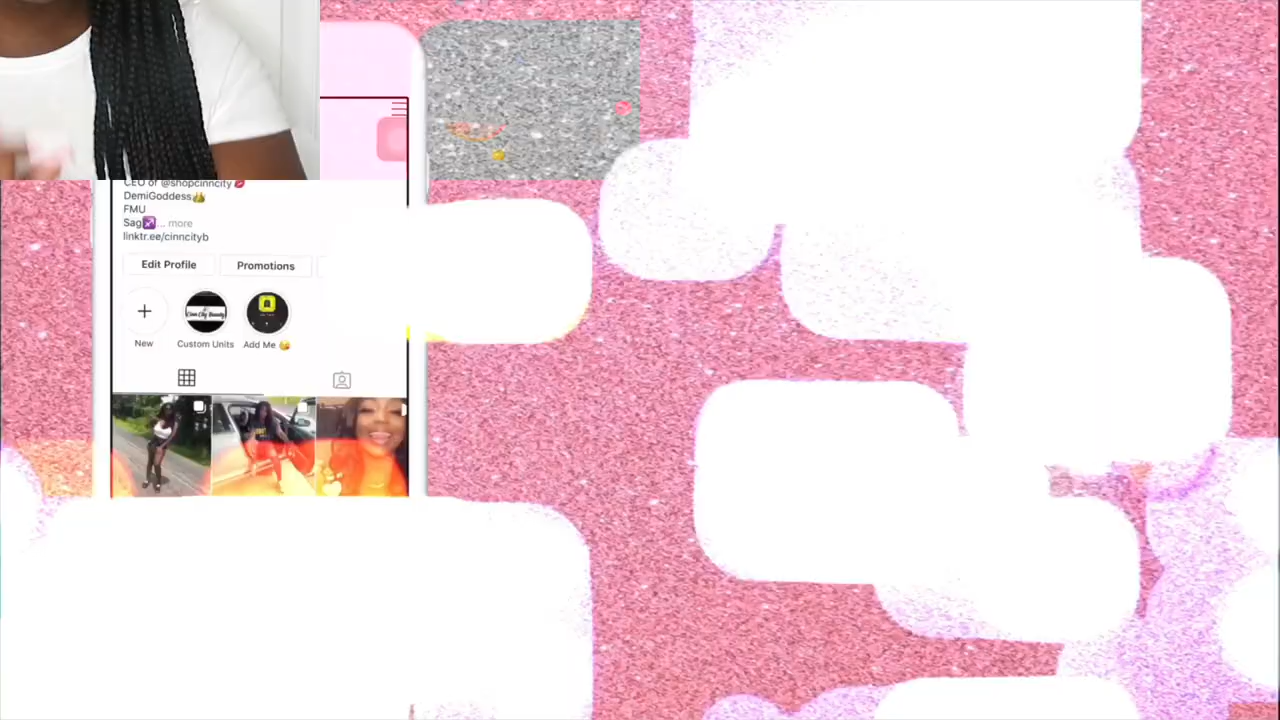 CEO of @shopcinncity💋
DemiGoddess👑
FMU
Sag♐... more
linktr.ee/cinncityb
Edit Profile
Promotions
New
Custom Units
Add Me 😘